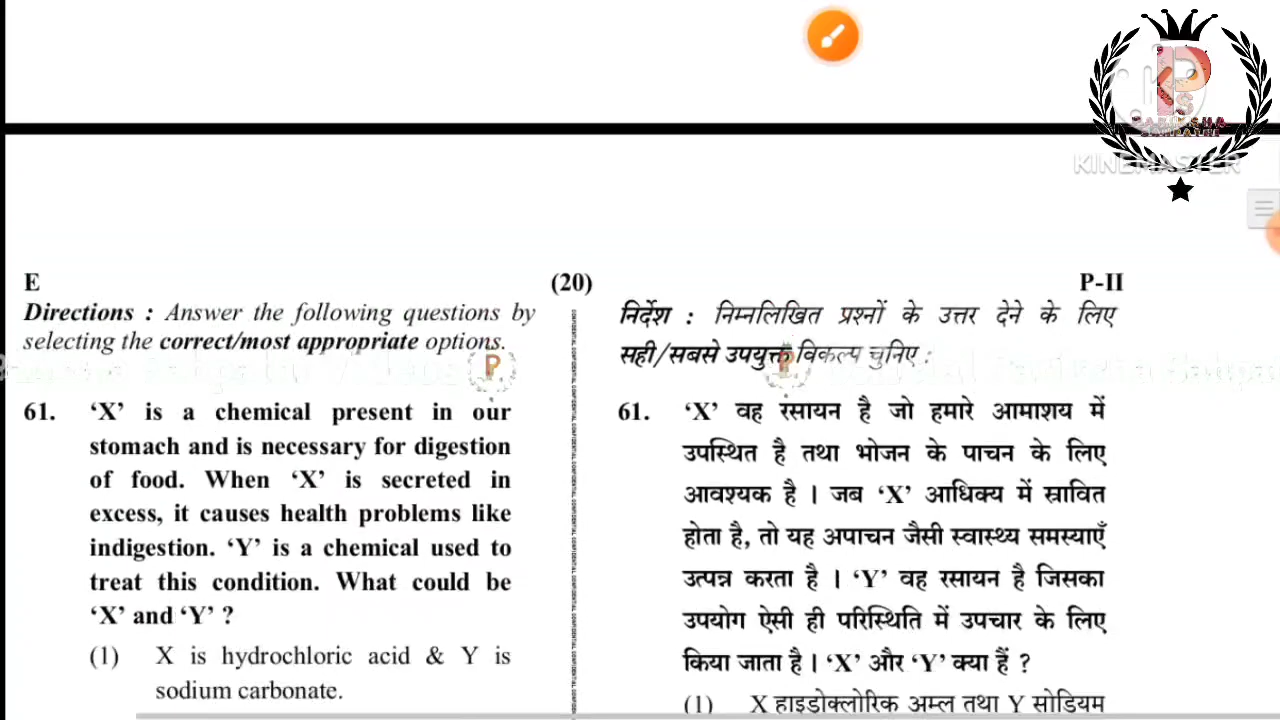 KINEMASTER
E
(20)
P-II
Directions : Answer the following questions by
selecting the correct/most appropriate options.
61. ‘X’ is a chemical present in our
stomach and is necessary for digestion
of food. When ‘X’ is secreted in
excess, it causes health problems like
indigestion. ‘Y’ is a chemical used to
treat this condition. What could be
‘X’ and ‘Y’ ?
(1) X is hydrochloric acid & Y is
sodium carbonate.
निर्देश : निम्नलिखित प्रश्नों के उत्तर देने के लिए
सही/सबसे उपयुक्त विकल्प चुनिए :
61. ‘X’ वह रसायन है जो हमारे आमाशय में
उपस्थित है तथा भोजन के पाचन के लिए
आवश्यक है । जब ‘X’ आधिक्य में स्रावित
होता है, तो यह अपाचन जैसी स्वास्थ्य समस्याएँ
उत्पन्न करता है । ‘Y’ वह रसायन है जिसका
उपयोग ऐसी ही परिस्थिति में उपचार के लिए
किया जाता है । ‘X’ और ‘Y’ क्या हैं ?
(1) X हाइड्रोक्लोरिक अम्ल तथा Y सोडियम